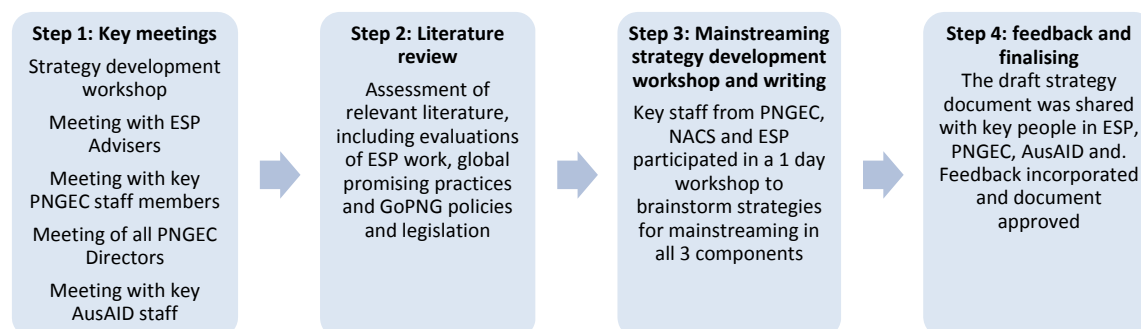 Step 1: Key meetings
Strategy development
workshop
Meeting with ESP
Advisers
Meeting with key
PNGEC staff members
Meeting of all PNGEC
Directors
Meeting with key
AusAID staff
Step 2: Literature
review
Assessment of
relevant literature,
including evaluations
of ESP work, global
promising practices
and GoPNG policies
and legislation
Step 3: Mainstreaming
strategy development
workshop and writing
Key staff from PNGEC,
NACS and ESP
participated in a 1 day
workshop to
brainstorm strategies
for mainstreaming in
all 3 components
Step 4: feedback and
finalising
The draft strategy
document was shared
with key people in ESP,
PNGEC, AusAID and.
Feedback incorporated
and document
approved